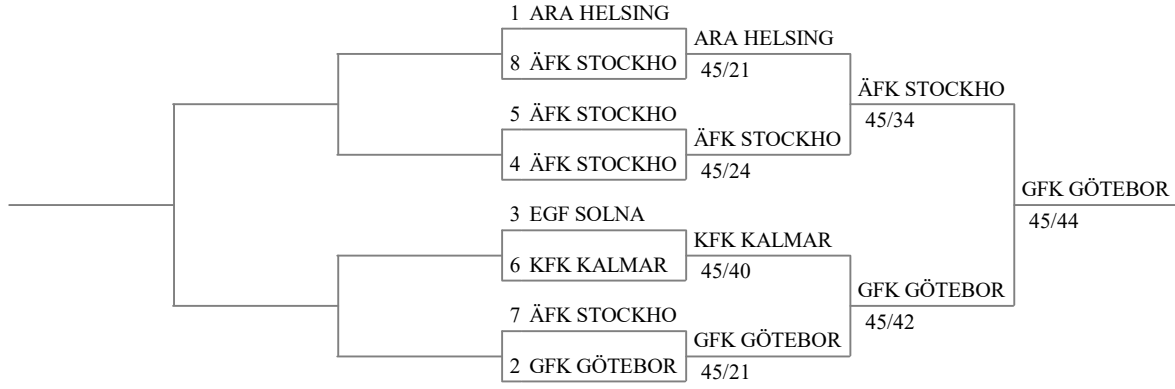 1 ARA HELSING
ARA HELSING
8 ÄFK STOCKHO
45/21
ÄFK STOCKHO
5 ÄFK STOCKHO
45/34
ÄFK STOCKHO
4 ÄFK STOCKHO
45/24
GFK GÖTEBOR
3 EGF SOLNA
45/44
KFK KALMAR
6 KFK KALMAR
45/40
GFK GÖTEBOR
7 ÄFK STOCKHO
45/42
GFK GÖTEBOR
2 GFK GÖTEBOR
45/21